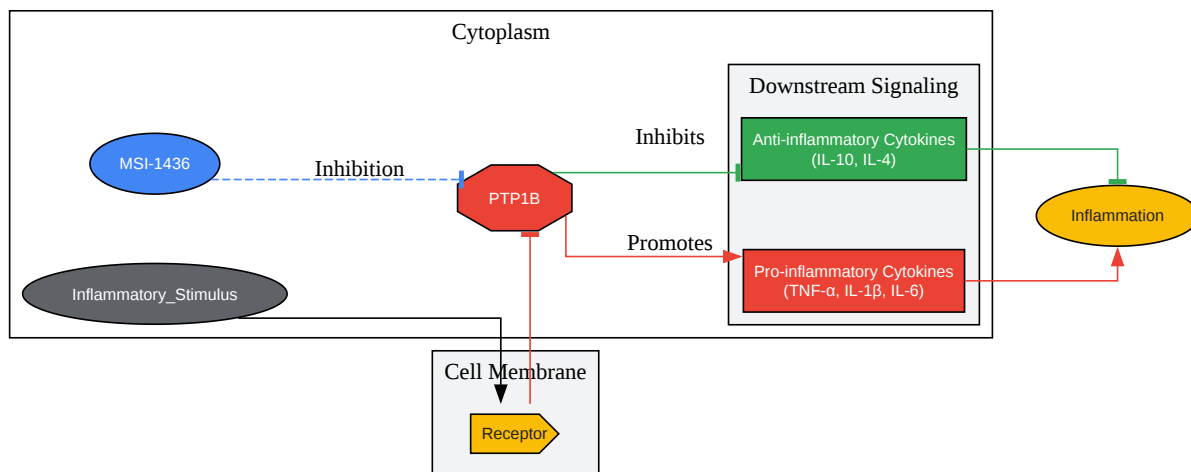 Cytoplasm
Downstream Signaling
MSI-1436
Inhibition
PTP1B
Inhibits
Anti-inflammatory Cytokines
(IL-10, IL-4)
Inflammation
Promotes
Pro-inflammatory Cokines
(TNF-α, IL-1β, IL-6)
Inflammatory_Stimulus
Cell Membrane
Receptor